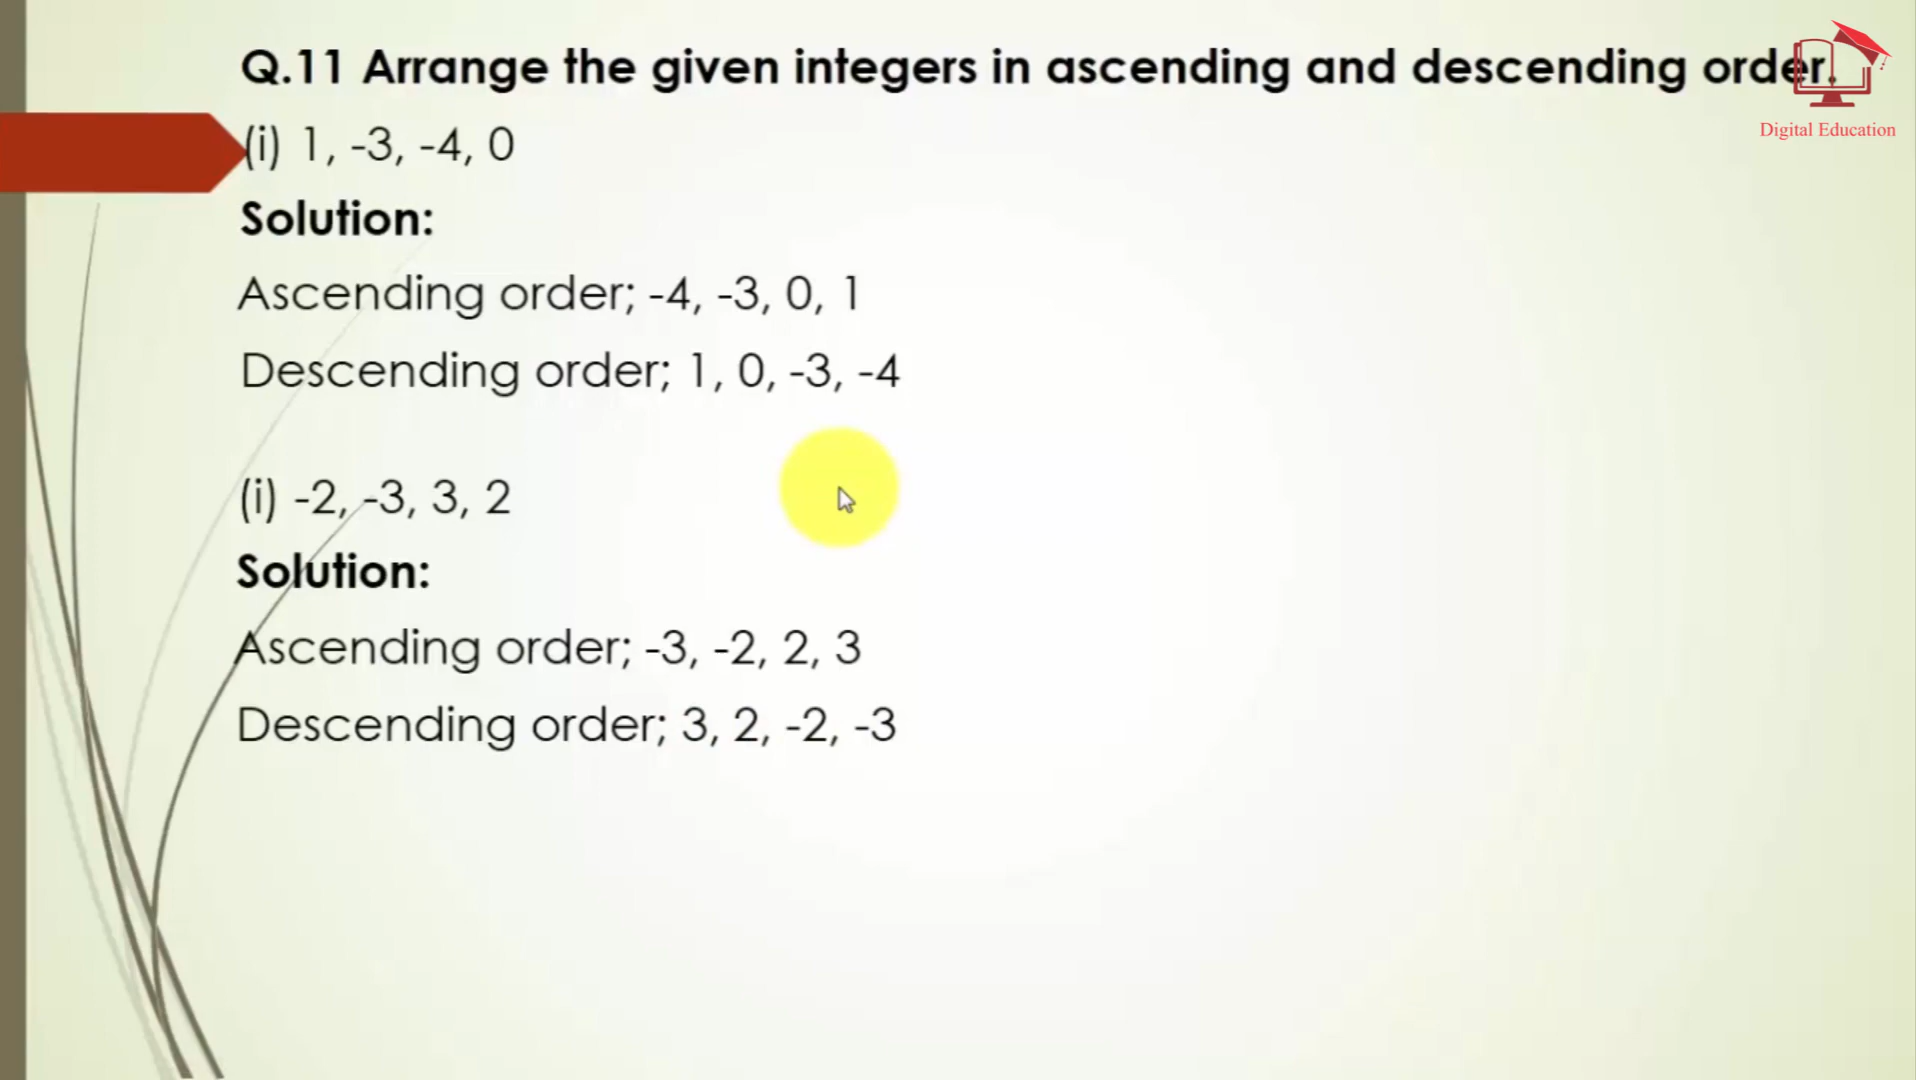 Q.11 Arrange the given integers in ascending and descending order.
Digital Education
(i) 1, -3, -4, 0
Solution:
Ascending order; -4, -3, 0, 1
Descending order; 1, 0, -3, -4
(i) -2, -3, 3, 2
Solution:
Ascending order; -3, -2, 2, 3
Descending order; 3, 2, -2, -3